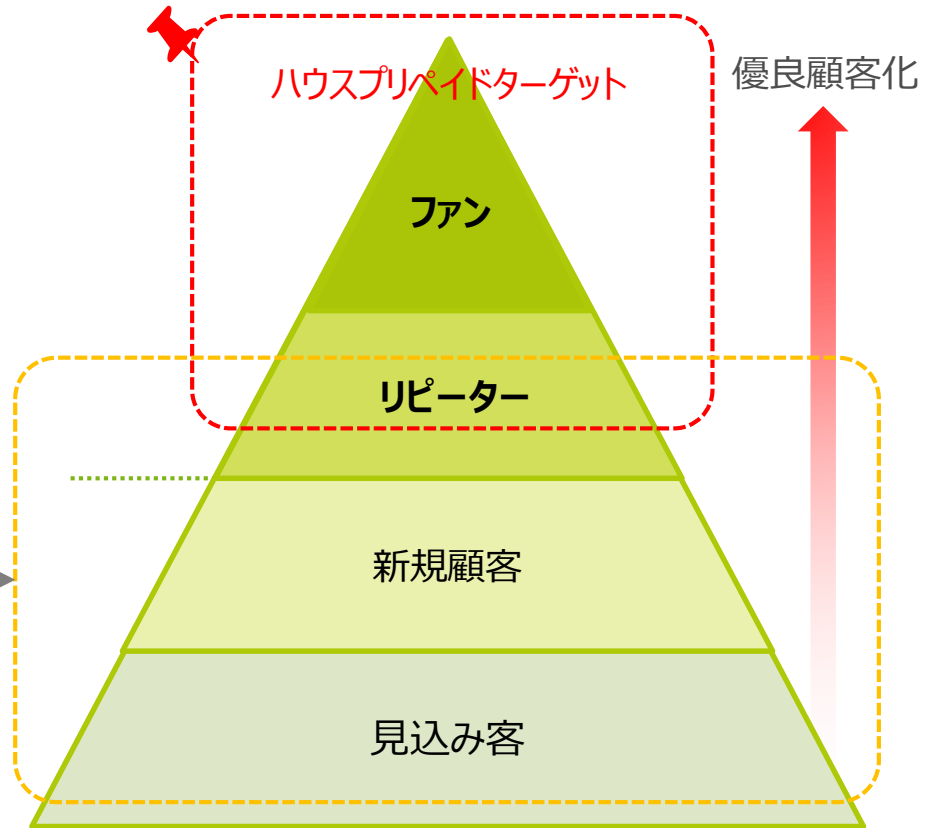 ハウスプリペイドターゲット
優良顧客化
ファン
リピーター
新規顧客
見込み客